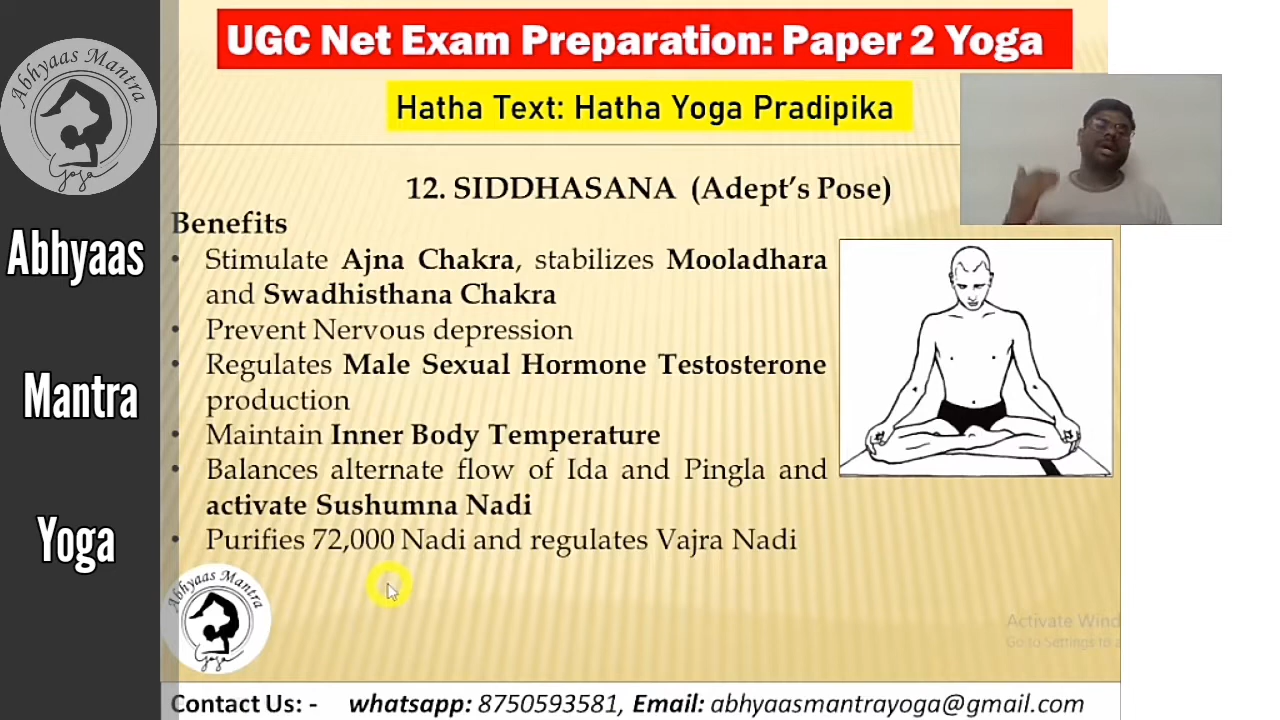 Abhyaas Mantra
Yoga
Abhyaas
Mantra
Yoga
UGC Net Exam Preparation: Paper 2 Yoga
Hatha Text: Hatha Yoga Pradipika
12. SIDDHASANA (Adept's Pose)
Benefits
• Stimulate Ajna Chakra, stabilizes Mooladhara
and Swadhisthana Chakra
• Prevent Nervous depression
• Regulates Male Sexual Hormone Testosterone
production
• Maintain Inner Body Temperature
• Balances alternate flow of Ida and Pingla and
activate Sushumna Nadi
• Purifies 72,000 Nadi and regulates Vajra Nadi
Abhyaas Mantra
Yoga
Activate Wind
Go to Settings to a
Contact Us: - whatsapp: 8750593581, Email: abhyaasmantrayoga@gmail.com